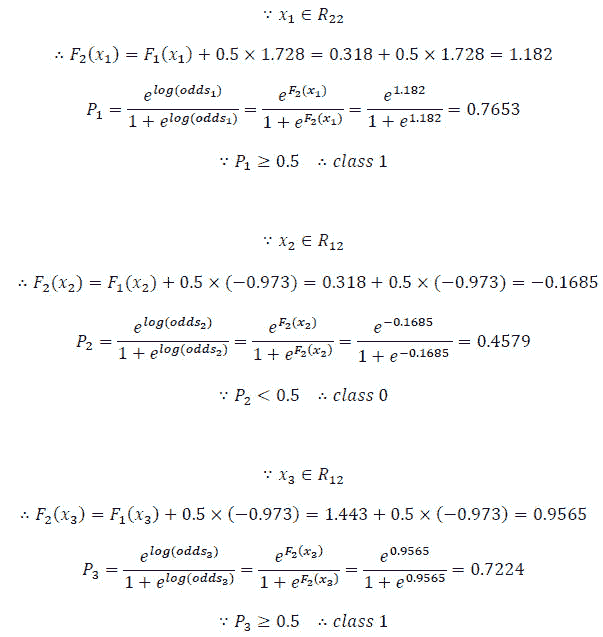 ∵ x₁ ∈ R₂₂
∴ F₂(x₁) = F₁(x₁) + 0.5 × 1.728 = 0.318 + 0.5 × 1.728 = 1.182
P₁ = e^{log(odds₁)} / (1 + e^{log(odds₁)}) = e^{F₂(x₁)} / (1 + e^{F₂(x₁)}) = e^{1.182} / (1 + e^{1.182}) = 0.7653
∵ P₁ ≥ 0.5 ∴ class 1
∵ x₂ ∈ R₁₂
∴ F₂(x₂) = F₁(x₂) + 0.5 × (−0.973) = 0.318 + 0.5 × (−0.973) = −0.1685
P₂ = e^{log(odds₂)} / (1 + e^{log(odds₂)}) = e^{F₂(x₂)} / (1 + e^{F₂(x₂)}) = e^{−0.1685} / (1 + e^{−0.1685}) = 0.4579
∵ P₂ < 0.5 ∴ class 0
∵ x₃ ∈ R₁₂
∴ F₂(x₃) = F₁(x₃) + 0.5 × (−0.973) = 1.443 + 0.5 × (−0.973) = 0.9565
P₃ = e^{log(odds₃)} / (1 + e^{log(odds₃)}) = e^{F₂(x₃)} / (1 + e^{F₂(x₃)}) = e^{0.9565} / (1 + e^{0.9565}) = 0.7224
∵ P₃ ≥ 0.5 ∴ class 1